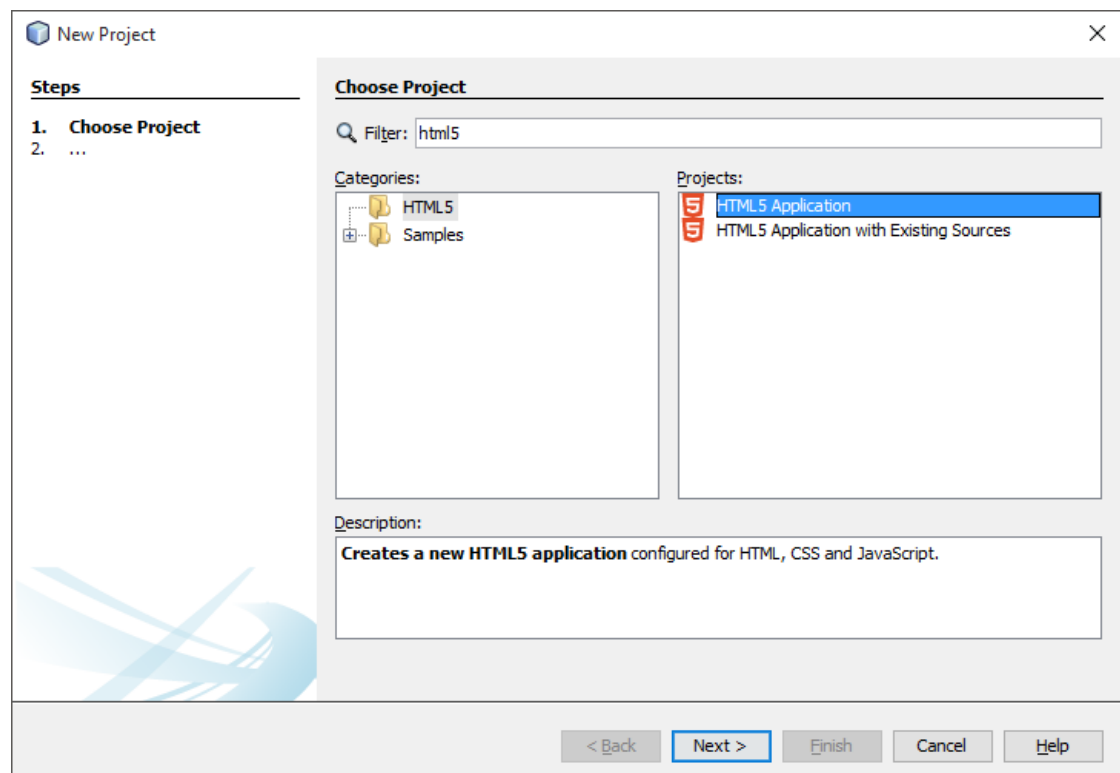 New Project
Steps
1. Choose Project
2. ...
Choose Project
Filter: html5
Categories:
HTML5
Samples
Projects:
HTML5 Application
HTML5 Application with Existing Sources
Description:
Creates a new HTML5 application configured for HTML, CSS and JavaScript.
< Back Next > Finish Cancel Help